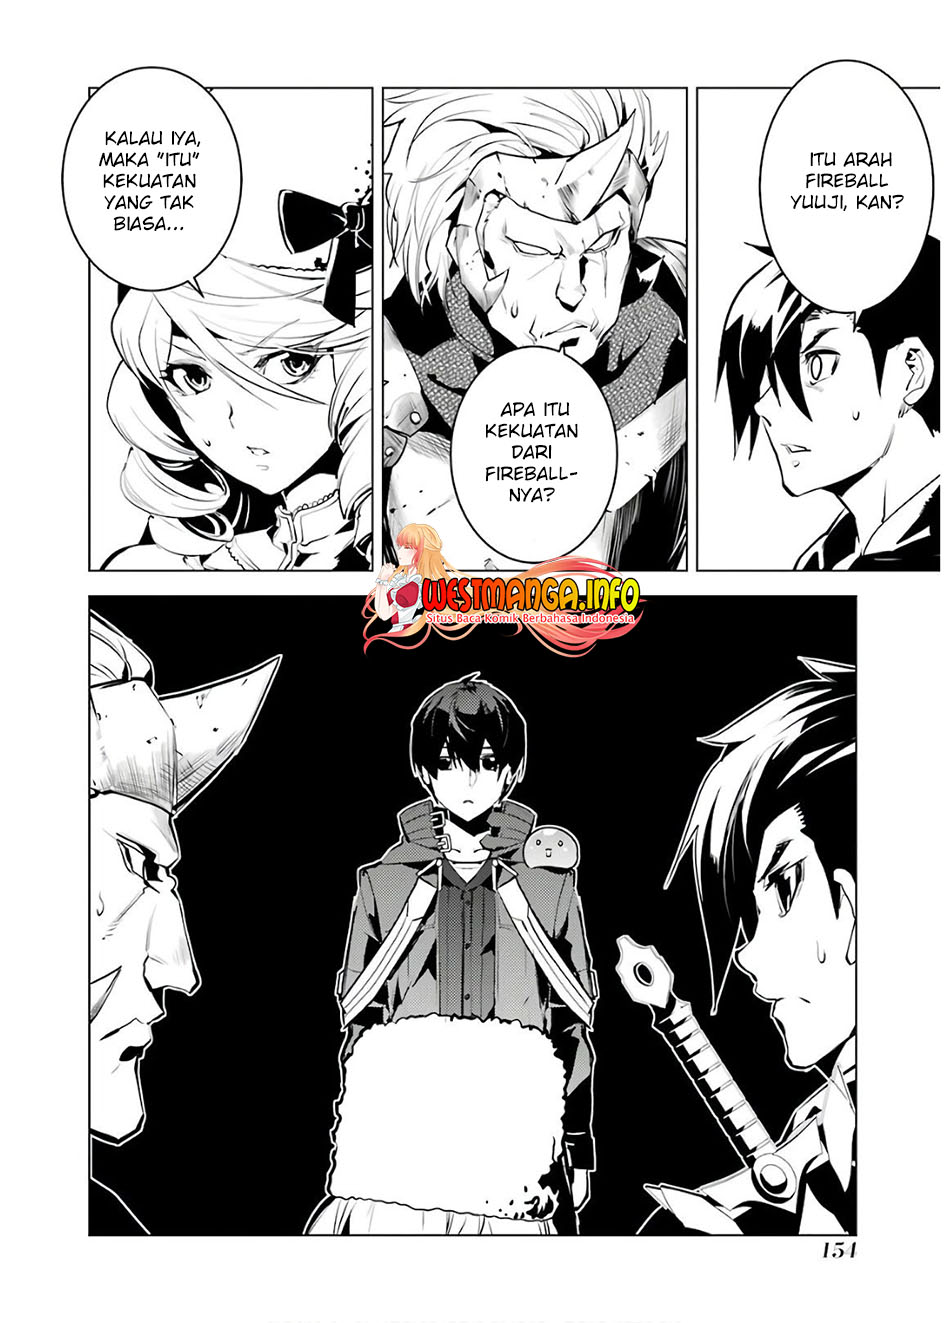 ITU ARAH
FIREBALL
YUUJI, KAN?
APA ITU
KEKUATAN
DARI
FIREBALL-
NYA?
KALAU IYA,
MAKA "ITU"
KEKUATAN
YANG TAK
BIASA...
WESTMANGA.INFO
Situs Baca Komik Berbahasa Indonesia
154